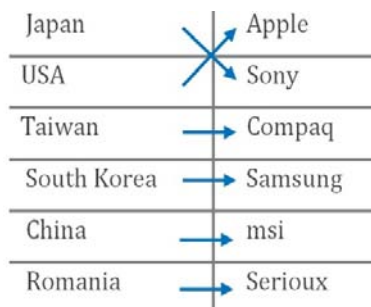 Japan Apple
USA Sony
Taiwan Compaq
South Korea Samsung
China msi
Romania Serioux